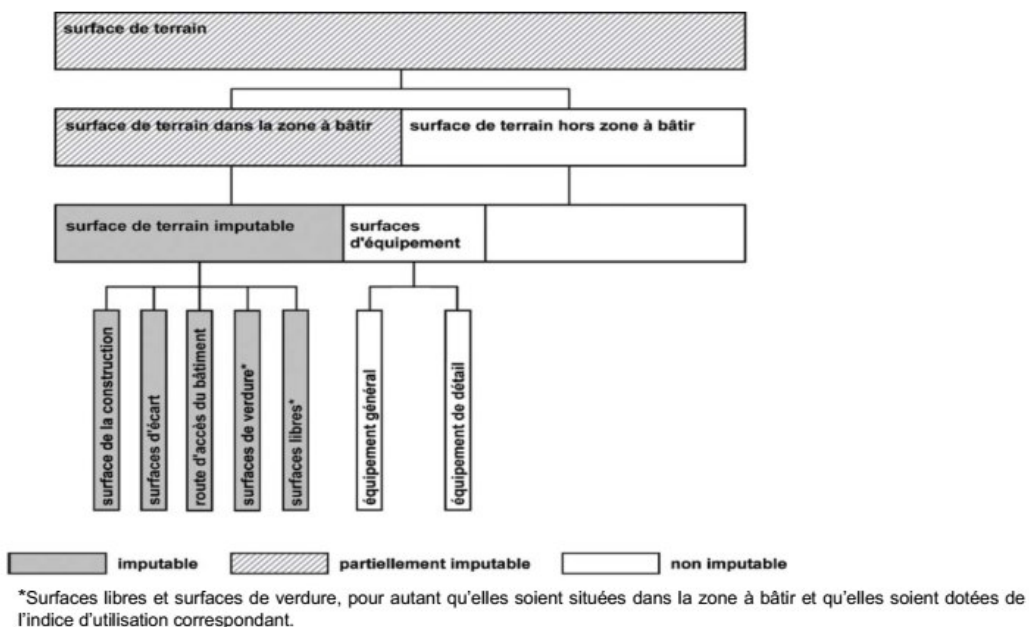 surface de terrain
surface de terrain dans la zone à bâtir
surface de terrain hors zone à bâtir
surface de terrain imputable
surfaces
d'équipement
surface de la construction
surfaces d'écart
route d'accès du bâtiment
surfaces de verdure*
surfaces libres*
équipement général
équipement de détail
imputable
partiellement imputable
non imputable
*Surfaces libres et surfaces de verdure, pour autant qu'elles soient situées dans la zone à bâtir et qu'elles soient dotées de
l'indice d'utilisation correspondant.